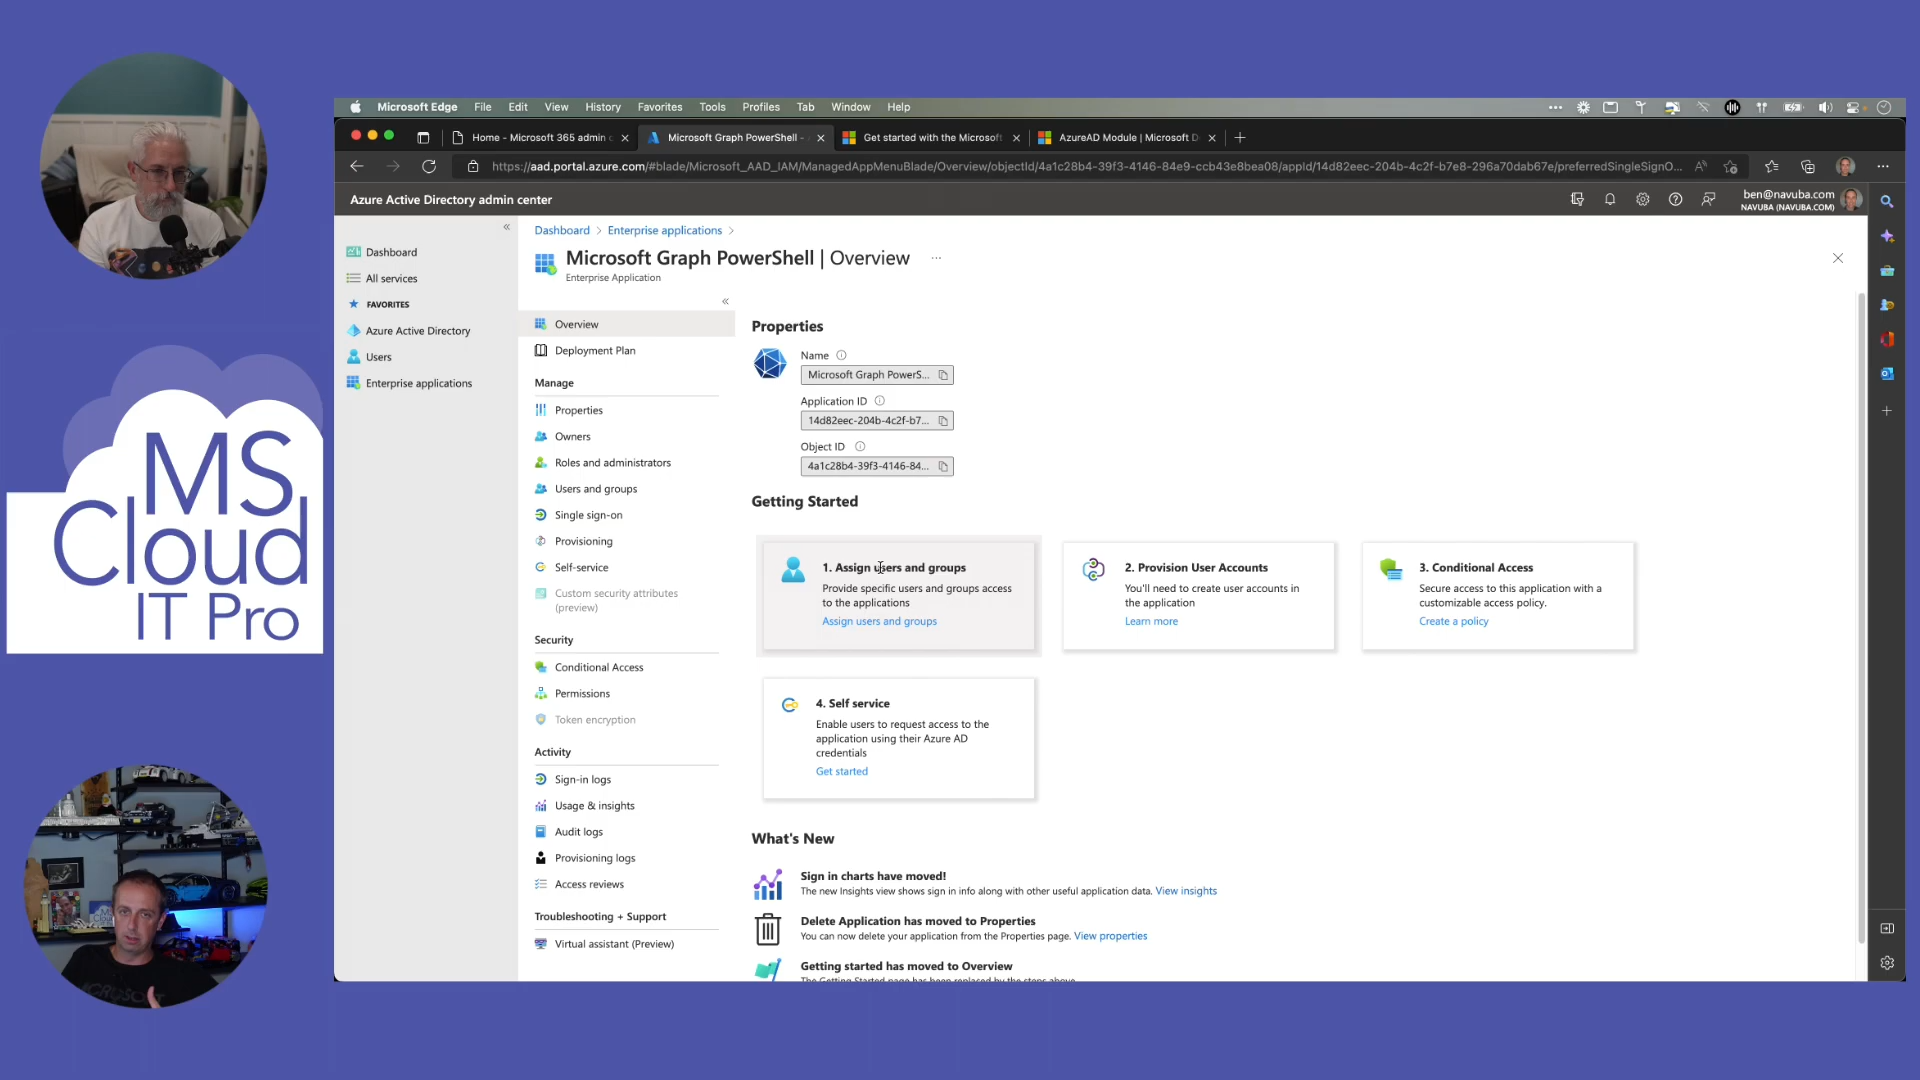 Microsoft Edge File Edit View History Favorites Tools Profiles Tab Window Help
Home - Microsoft 365 admin c
Microsoft Graph PowerShell -
Get started with the Microsoft
AzureAD Module | Microsoft D
https://aad.portal.azure.com/#blade/Microsoft_AAD_IAM/ManagedAppMenuBlade/Overview/objectId/4a1c28b4-39f3-4146-84e9-ccb43e8bea08/appId/14d82eec-204b-4c2f-b7e8-296a70dab67e/preferredSingleSignO...
Azure Active Directory admin center
ben@navuba.com
NAVUBA (NAVUBA.COM)
Dashboard
All services
FAVORITES
Azure Active Directory
Users
Enterprise applications
Dashboard > Enterprise applications >
Microsoft Graph PowerShell | Overview ...
Enterprise Application
Overview
Deployment Plan
Manage
Properties
Owners
Roles and administrators
Users and groups
Single sign-on
Provisioning
Self-service
Custom security attributes
(preview)
Security
Conditional Access
Permissions
Token encryption
Activity
Sign-in logs
Usage & insights
Audit logs
Provisioning logs
Access reviews
Troubleshooting + Support
Virtual assistant (Preview)
Properties
Name
Microsoft Graph PowerS...
Application ID
14d82eec-204b-4c2f-b7...
Object ID
4a1c28b4-39f3-4146-84...
Getting Started
1. Assign users and groups
Provide specific users and groups access
to the applications
Assign users and groups
2. Provision User Accounts
You'll need to create user accounts in
the application
Learn more
3. Conditional Access
Secure access to this application with a
customizable access policy.
Create a policy
4. Self service
Enable users to request access to the
application using their Azure AD
credentials
Get started
What's New
Sign in charts have moved!
The new Insights view shows sign in info along with other useful application data. View insights
Delete Application has moved to Properties
You can now delete your application from the Properties page. View properties
Getting started has moved to Overview
The Getting Started page has been replaced by the steps above
MS
Cloud
IT Pro